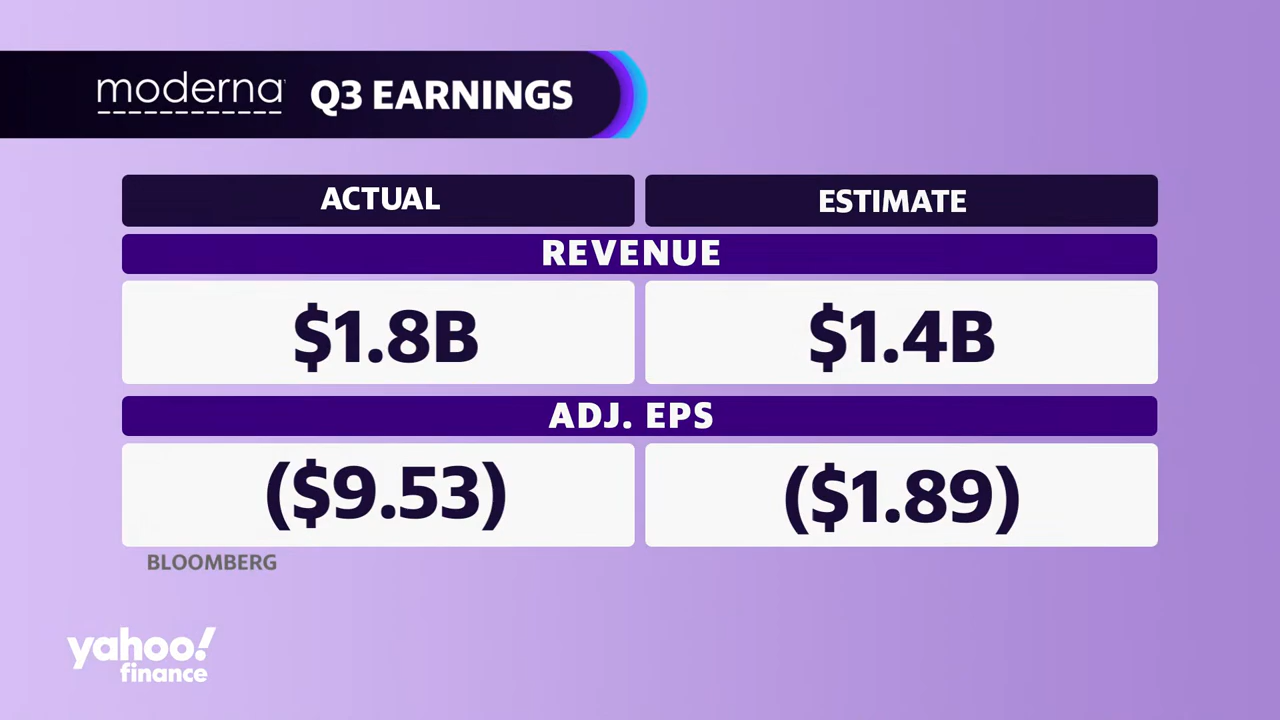 moderna Q3 EARNINGS
ACTUAL ESTIMATE
REVENUE
$1.8B $1.4B
ADJ. EPS
($9.53) ($1.89)
BLOOMBERG
yahoo!
finance